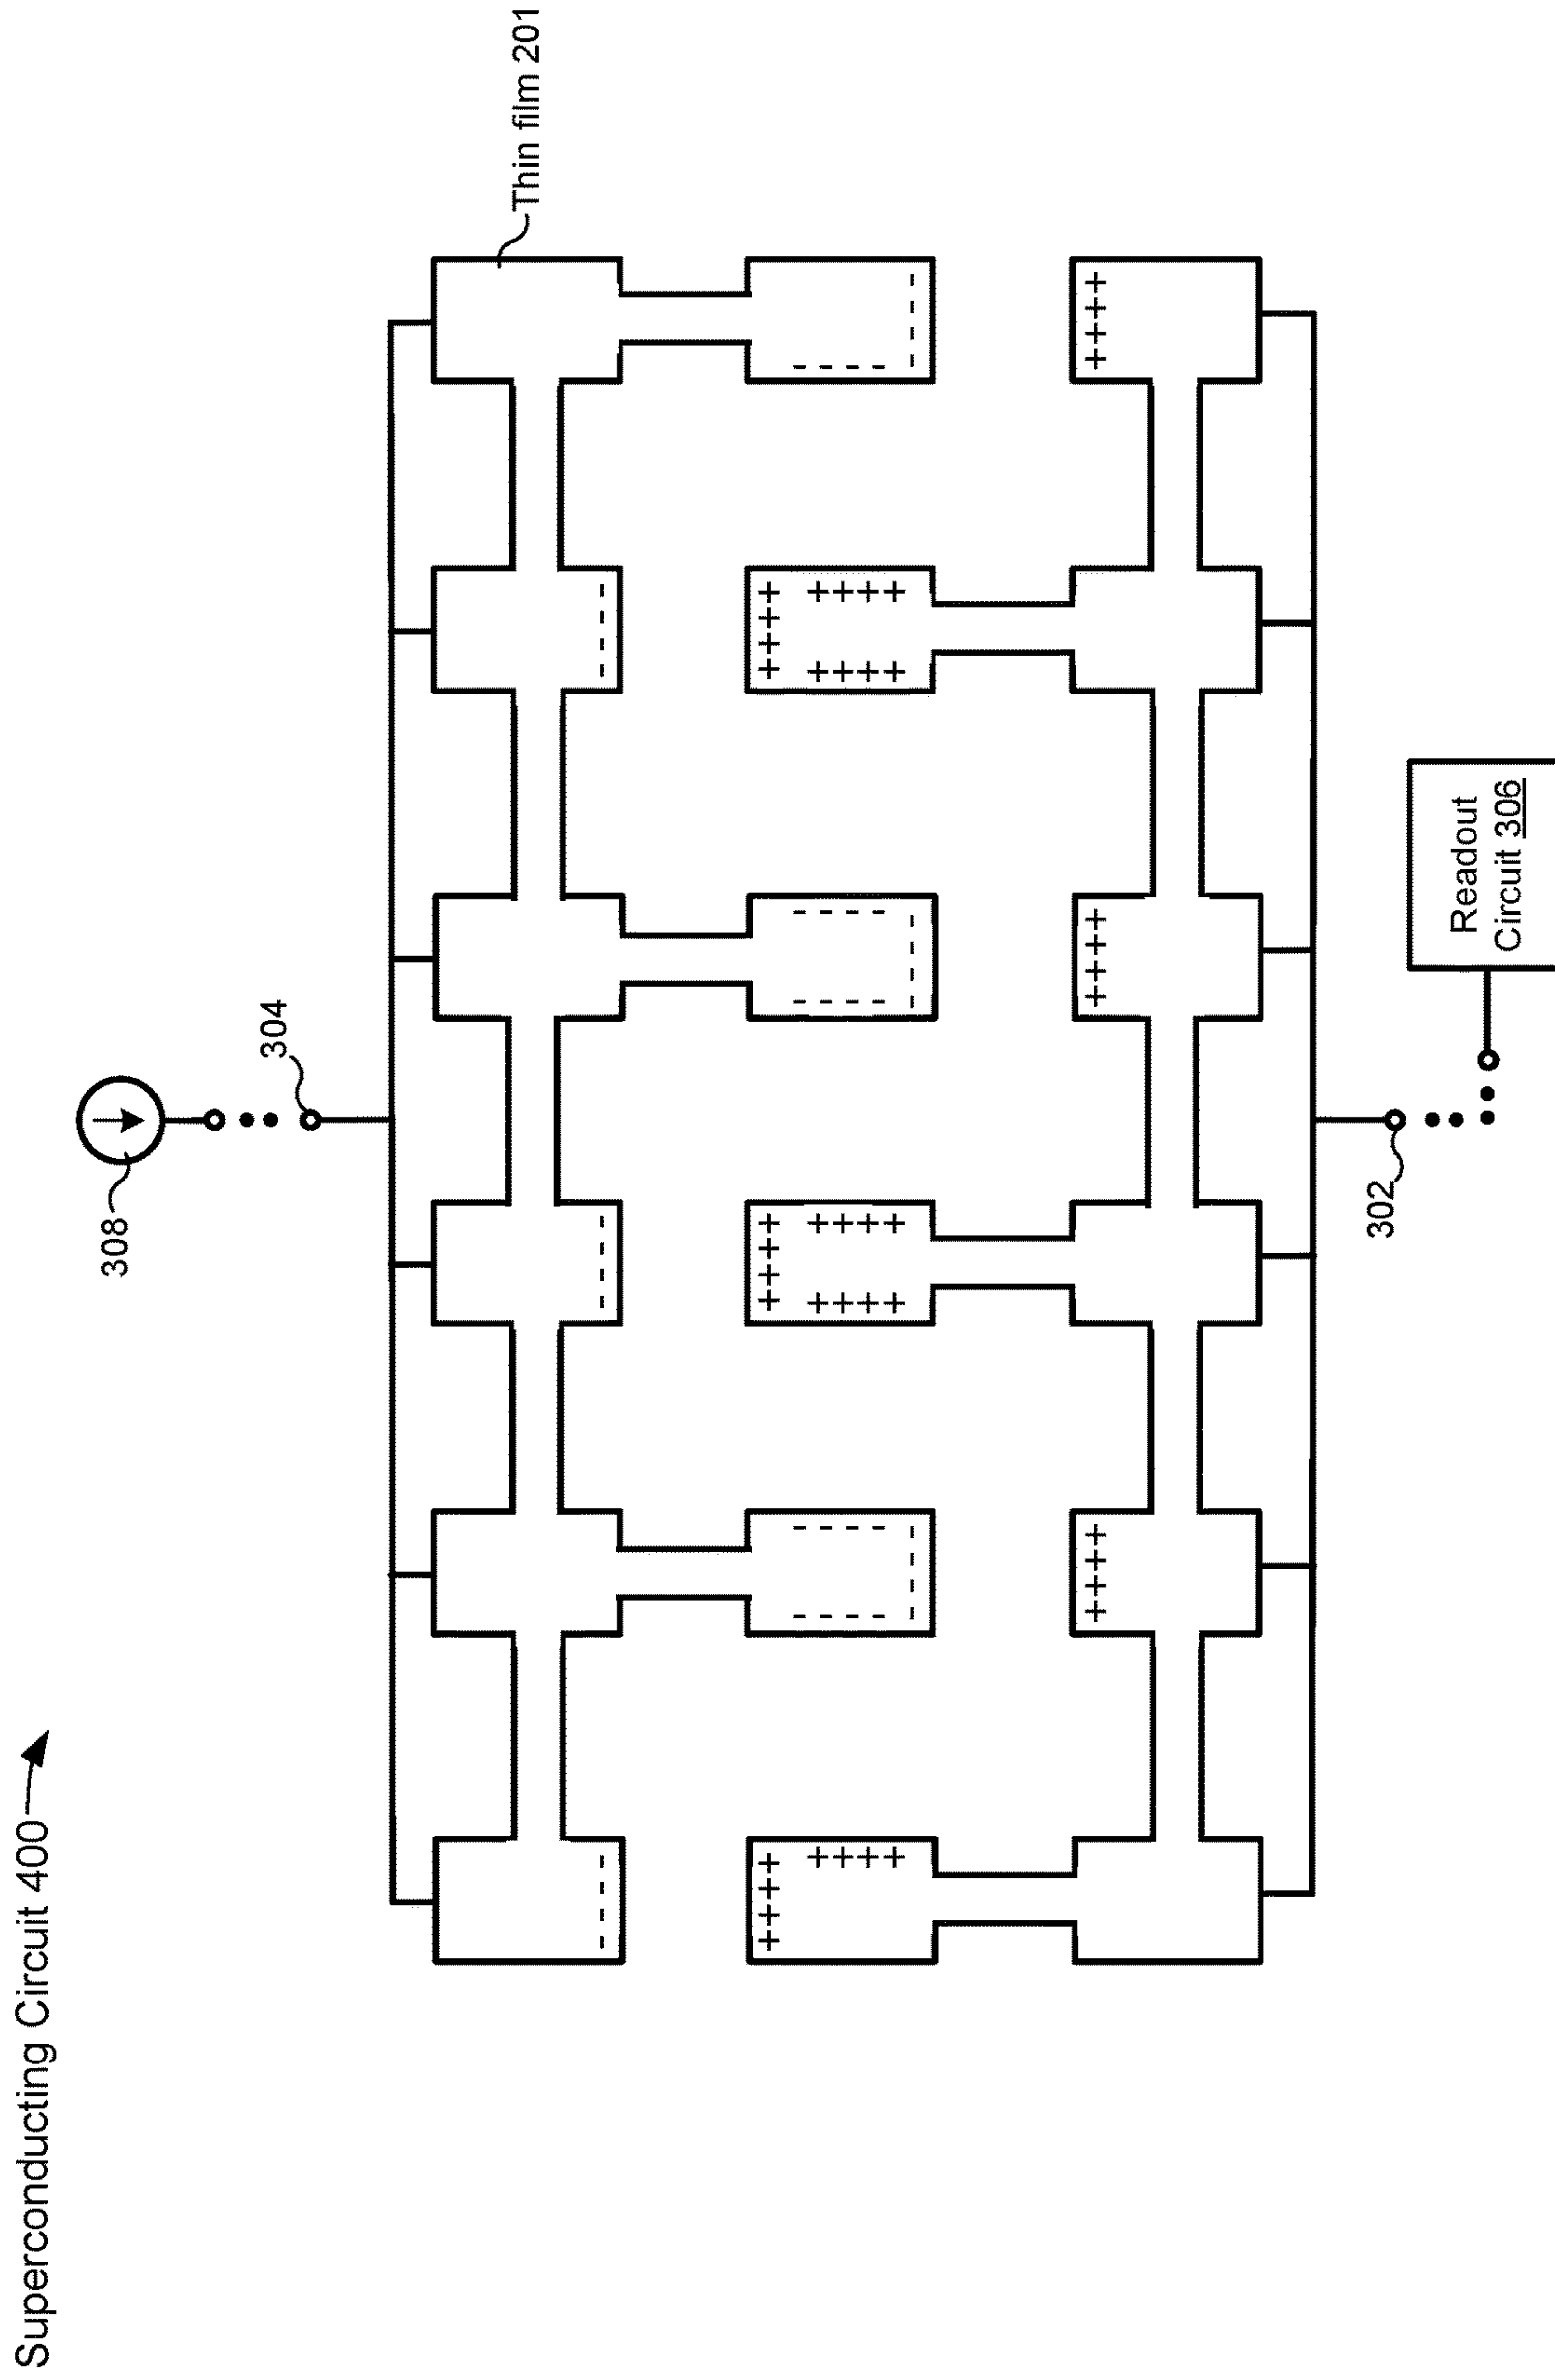 Superconducting Circuit 400
308
304
Thin film 201
- - - -
- - - -
- - - -
+ + + +
+ + + +
+ + + +
+ + + +
+ + + +
+ + + +
+ + + +
+ + + +
- - - -
- - - -
- - - -
- - - -
- - - -
- - - -
- - - -
- - - -
+ + + +
+ + + +
+ + + +
302
Readout
Circuit 306